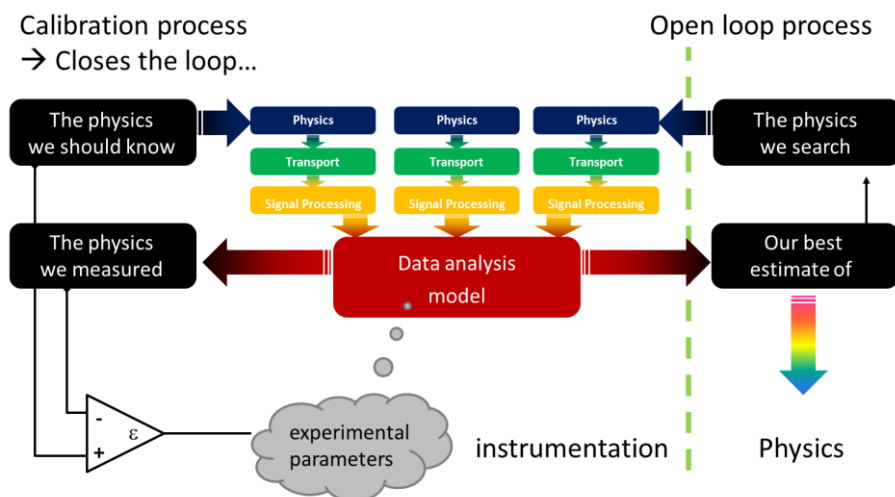 Calibration process
→ Closes the loop…
Open loop process
The physics
we should know
Physics
Physics
Physics
The physics
we search
Transport
Transport
Transport
Signal Processing
Signal Processing
Signal Processing
The physics
we measured
Data analysis
model
Our best
estimate of
-
ε
+
experimental
parameters
instrumentation
Physics